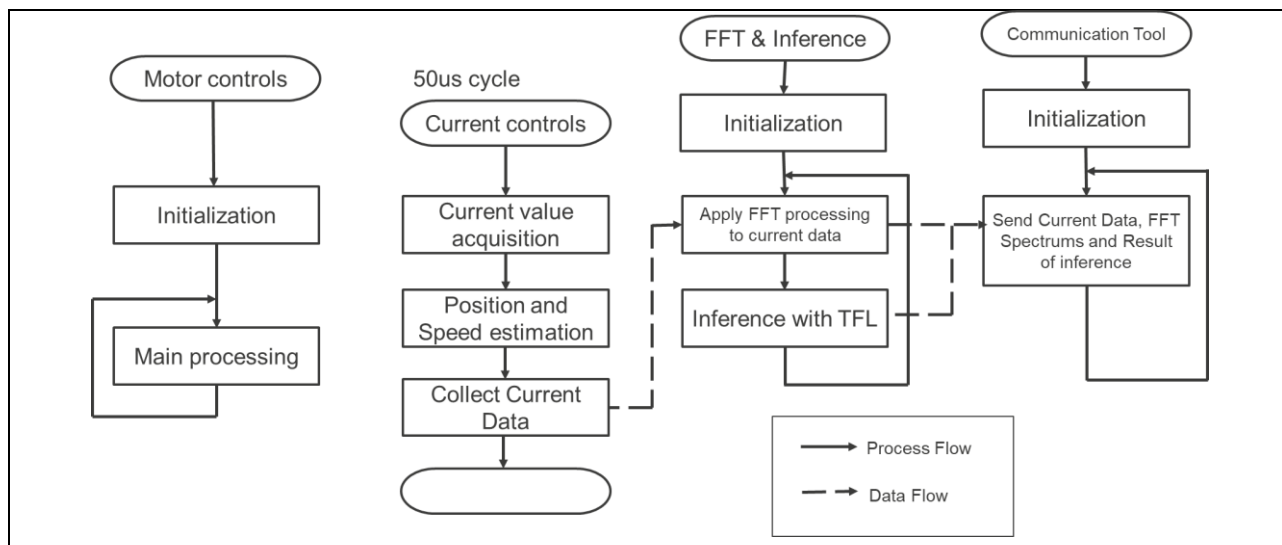 Motor controls
Initialization
Main processing
50us cycle
Current controls
Current value
acquisition
Position and
Speed estimation
Collect Current
Data
FFT & Inference
Initialization
Apply FFT processing
to current data
Inference with TFL
Communication Tool
Initialization
Send Current Data, FFT
Spectrums and Result
of inference
Process Flow
Data Flow